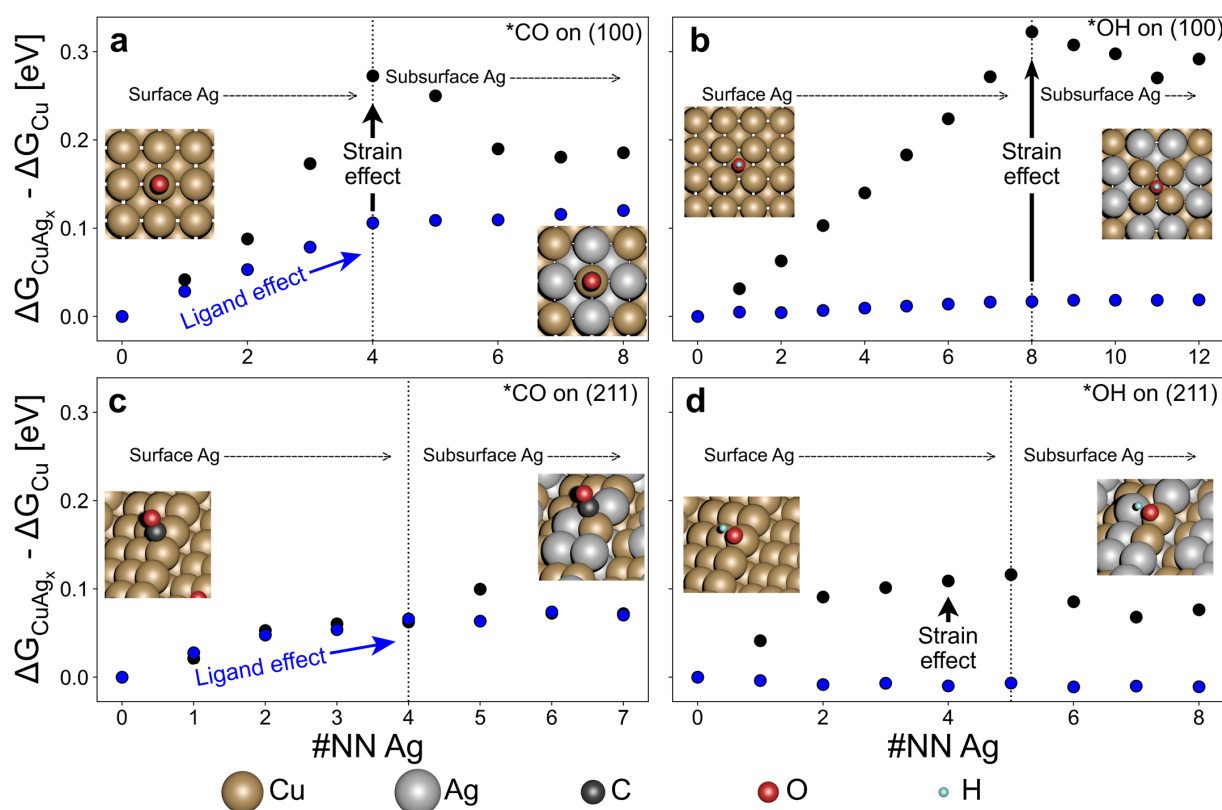 a
*CO on (100)
Surface Ag
Subsurface Ag
Strain
effect
Ligand effect
ΔG_CuAgₓ - ΔG_Cu [eV]
0.3
0.2
0.1
0.0
0 2 4 6 8
b
*OH on (100)
Surface Ag
Subsurface Ag
Strain
effect
0 2 4 6 8 10 12
c
*CO on (211)
Surface Ag
Subsurface Ag
Ligand effect
ΔG_CuAgₓ - ΔG_Cu [eV]
0.3
0.2
0.1
0.0
0 1 2 3 4 5 6 7
#NN Ag
d
*OH on (211)
Surface Ag
Subsurface Ag
Strain
effect
0 2 4 6 8
#NN Ag
Cu Ag C O H